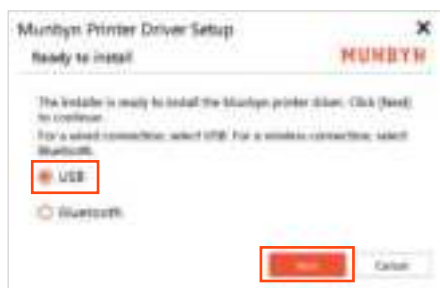 Munbyn Printer Driver Setup
Ready to install
MUNBYN
The installer is ready to install the Munbyn printer driver. Click [Next]
to continue.
For a wired connection, select USB. For a wireless connection, select
Bluetooth.
USB
Bluetooth
Next
Cancel